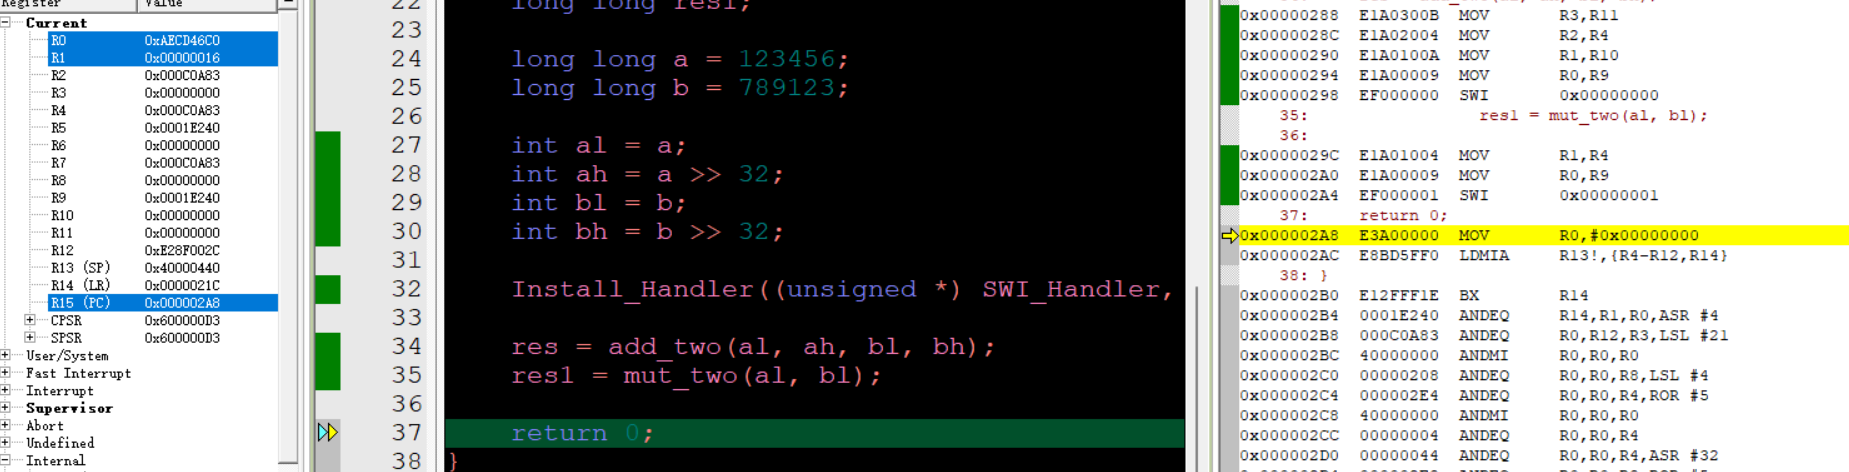 Register Value
Current
R0 0xAECD46C0
R1 0x00000016
R2 0x000C0A83
R3 0x00000000
R4 0x000C0A83
R5 0x0001E240
R6 0x00000000
R7 0x000C0A83
R8 0x00000000
R9 0x0001E240
R10 0x00000000
R11 0x00000000
R12 0xE28F002C
R13 (SP) 0x40000440
R14 (LR) 0x0000021C
R15 (PC) 0x000002A8
CPSR 0x600000D3
SPSR 0x600000D3
User/System
Fast Interrupt
Interrupt
Supervisor
Abort
Undefined
Internal
22 long long res1;
23
24 long long a = 123456;
25 long long b = 789123;
26
27 int al = a;
28 int ah = a >> 32;
29 int bl = b;
30 int bh = b >> 32;
31
32 Install_Handler((unsigned *) SWI_Handler,
33
34 res = add_two(al, ah, bl, bh);
35 res1 = mut_two(al, bl);
36
37 return 0;
38 }
0x00000288 E1A0300B MOV R3,R11
0x0000028C E1A02004 MOV R2,R4
0x00000290 E1A0100A MOV R1,R10
0x00000294 E1A00009 MOV R0,R9
0x00000298 EF000000 SWI 0x00000000
35: res1 = mut_two(al, bl);
36:
0x0000029C E1A01004 MOV R1,R4
0x000002A0 E1A00009 MOV R0,R9
0x000002A4 EF000001 SWI 0x00000001
37: return 0;
0x000002A8 E3A00000 MOV R0,#0x00000000
0x000002AC E8BD5FF0 LDMIA R13!,{R4-R12,R14}
38: }
0x000002B0 E12FFF1E BX R14
0x000002B4 0001E240 ANDEQ R14,R1,R0,ASR #4
0x000002B8 000C0A83 ANDEQ R0,R12,R3,LSL #21
0x000002BC 40000000 ANDMI R0,R0,R0
0x000002C0 00000208 ANDEQ R0,R0,R8,LSL #4
0x000002C4 000002E4 ANDEQ R0,R0,R4,ROR #5
0x000002C8 40000000 ANDMI R0,R0,R0
0x000002CC 00000004 ANDEQ R0,R0,R4
0x000002D0 00000044 ANDEQ R0,R0,R4,ASR #32